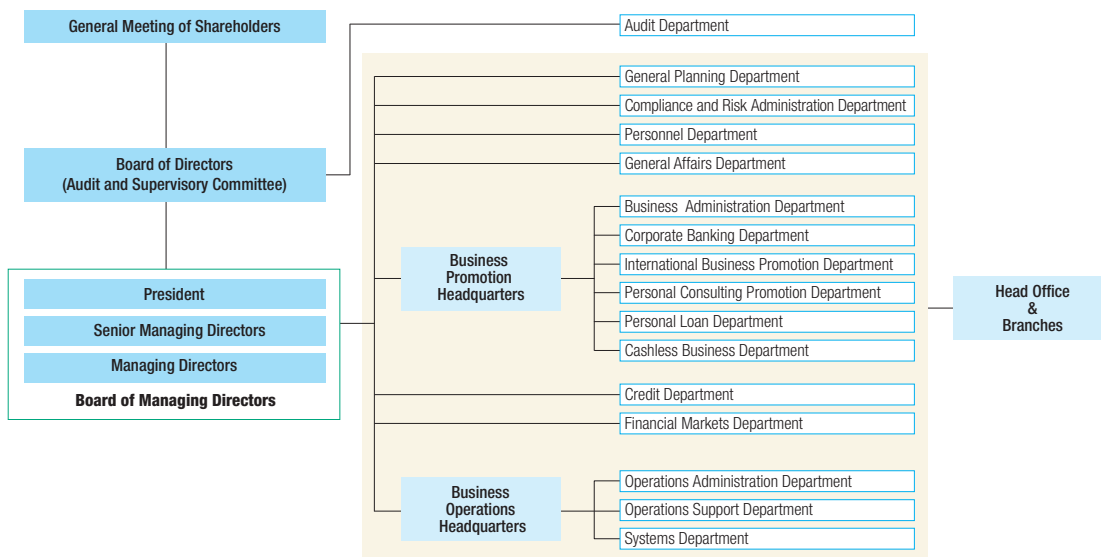 General Meeting of Shareholders
Board of Directors
(Audit and Supervisory Committee)
President
Senior Managing Directors
Managing Directors
Board of Managing Directors
Audit Department
General Planning Department
Compliance and Risk Administration Department
Personnel Department
General Affairs Department
Business
Promotion
Headquarters
Business Administration Department
Corporate Banking Department
International Business Promotion Department
Personal Consulting Promotion Department
Personal Loan Department
Cashless Business Department
Credit Department
Financial Markets Department
Business
Operations
Headquarters
Operations Administration Department
Operations Support Department
Systems Department
Head Office
&
Branches